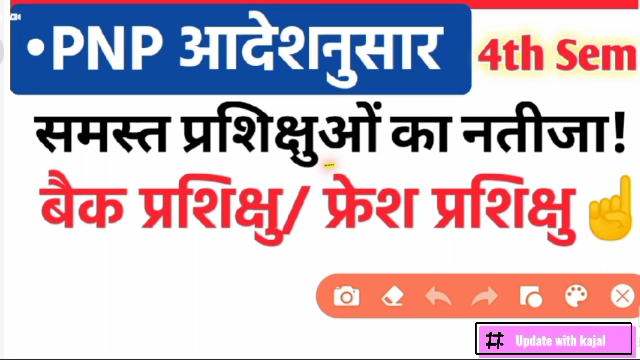 •PNP आदेशनुसार 4th Sem
समस्त प्रशिक्षुओं का नतीजा!
बैक प्रशिक्षु/ फ्रेश प्रशिक्षु
# Update with kajal